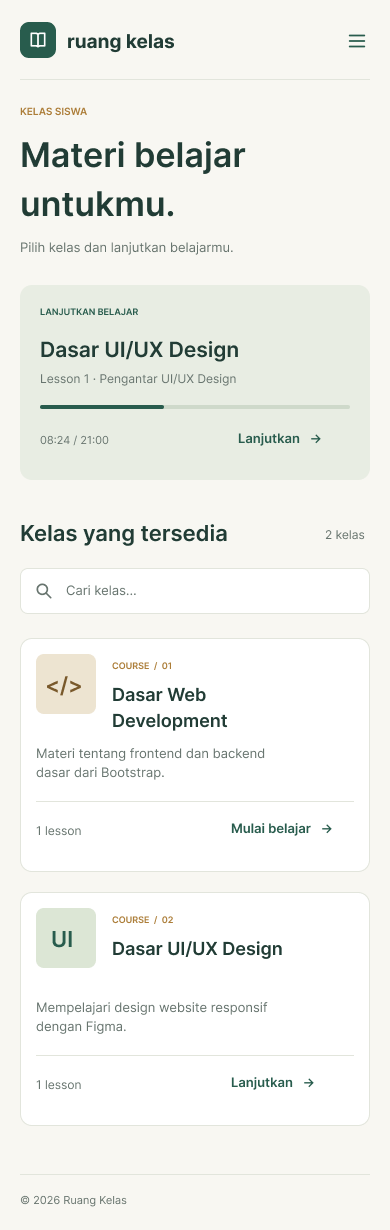 ruang kelas
KELAS SISWA
Materi belajar
untukmu.
Pilih kelas dan lanjutkan belajarmu.
LANJUTKAN BELAJAR
Dasar UI/UX Design
Lesson 1 · Pengantar UI/UX Design
08:24 / 21:00
Lanjutkan →
Kelas yang tersedia
2 kelas
Cari kelas...
</>
COURSE / 01
Dasar Web
Development
Materi tentang frontend dan backend
dasar dari Bootstrap.
1 lesson
Mulai belajar →
UI
COURSE / 02
Dasar UI/UX Design
Mempelajari design website responsif
dengan Figma.
1 lesson
Lanjutkan →
© 2026 Ruang Kelas